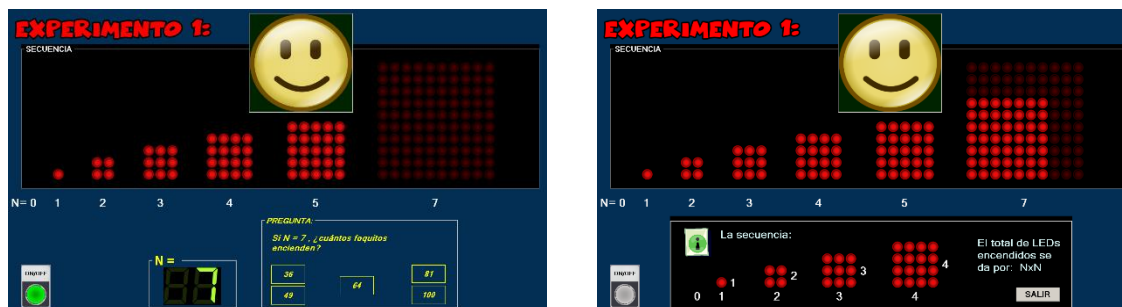 EXPERIMENTO 1:
SECUENCIA
N= 0 1 2 3 4 5 7
ON/OFF
N =
7
PREGUNTA:
Si N = 7 , ¿cuántos foquitos
encienden?
36 64 81
49 100
EXPERIMENTO 1:
SECUENCIA
N= 0 1 2 3 4 5 7
ON/OFF
La secuencia:
1 2 3 4
0 1 2 3 4
El total de LEDs
encendidos se
da por: NxN
SALIR